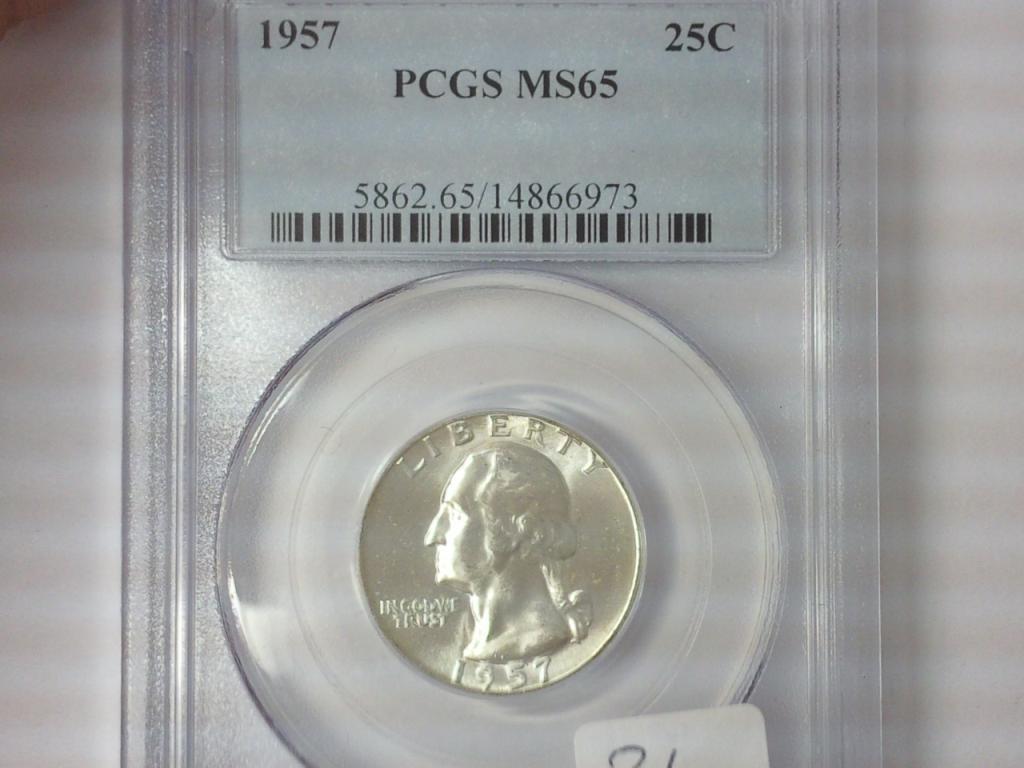 1957 25C
PCGS MS65
5862.65/14866973
LIBERTY
IN GOD WE
TRUST
1957